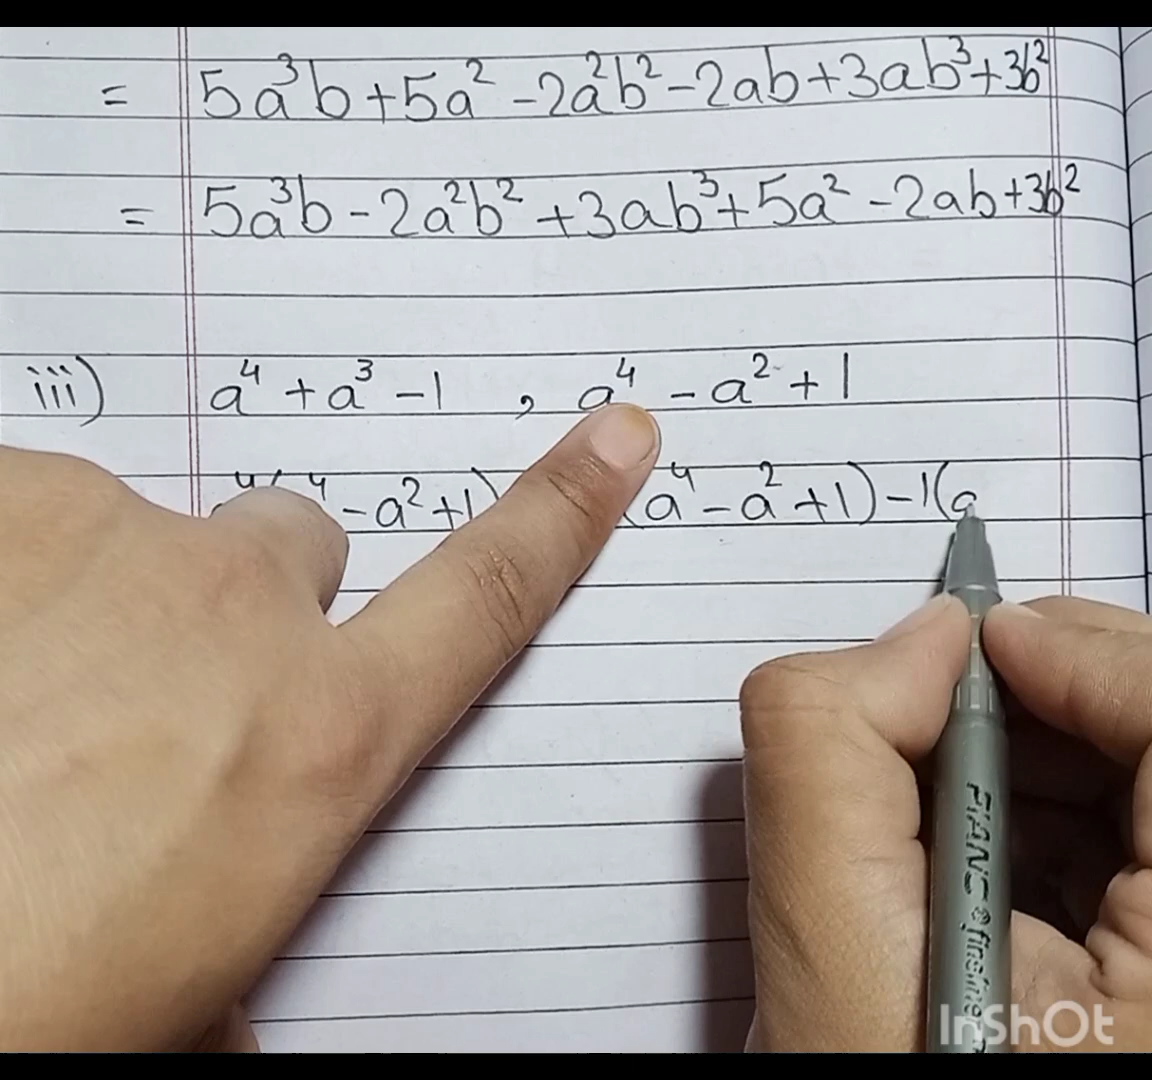 = 5a³b + 5a² - 2a²b² - 2ab + 3ab³ + 3b²
= 5a³b - 2a²b² + 3ab³ + 5a² - 2ab + 3b²
iii) a⁴ + a³ - 1 , a⁴ - a² + 1
- a² + 1) (a⁴ - a² + 1) - 1(a
InShOt